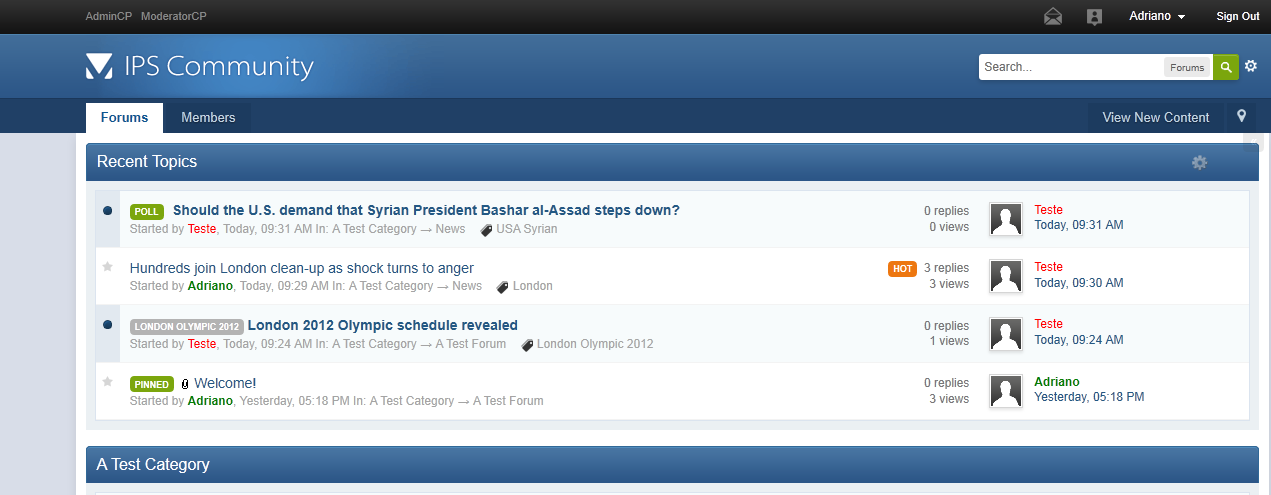 AdminCP ModeratorCP Adriano Sign Out
IPS Community
Search... Forums
Forums Members View New Content
Recent Topics
POLL Should the U.S. demand that Syrian President Bashar al-Assad steps down? 0 replies Teste
Started by Teste, Today, 09:31 AM In: A Test Category → News USA Syrian 0 views Today, 09:31 AM
Hundreds join London clean-up as shock turns to anger HOT 3 replies Teste
Started by Adriano, Today, 09:29 AM In: A Test Category → News London 3 views Today, 09:30 AM
LONDON OLYMPIC 2012 London 2012 Olympic schedule revealed 0 replies Teste
Started by Teste, Today, 09:24 AM In: A Test Category → A Test Forum London Olympic 2012 1 views Today, 09:24 AM
PINNED Welcome! 0 replies Adriano
Started by Adriano, Yesterday, 05:18 PM In: A Test Category → A Test Forum 3 views Yesterday, 05:18 PM
A Test Category